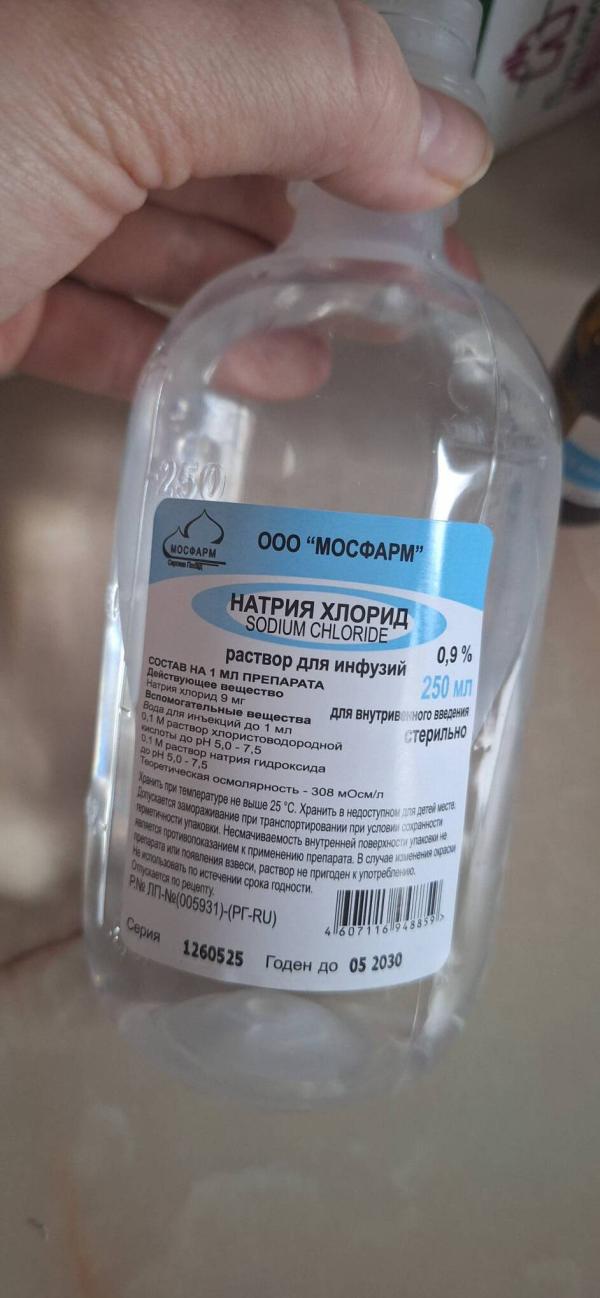 250
МОСФАРМ
Сергиев Посад
ООО "МОСФАРМ"
НАТРИЯ ХЛОРИД
SODIUM CHLORIDE
0,9 %
раствор для инфузий
250 мл
СОСТАВ НА 1 МЛ ПРЕПАРАТА
Действующее вещество
Натрия хлорид 9 мг
для внутривенного введения
стерильно
Вспомогательные вещества
Вода для инъекций до 1 мл
0,1 М раствор хлористоводородной
кислоты до pH 5,0 - 7,5
0,1 М раствор натрия гидроксида
до pH 5,0 - 7,5
Теоретическая осмолярность - 308 мОсм/л
Хранить при температуре не выше 25 °С. Хранить в недоступном для детей месте.
Допускается замораживание при транспортировании при условии сохранности
герметичности упаковки. Несмачиваемость внутренней поверхности упаковки не
является противопоказанием к применению препарата. В случае изменения окраски
препарата или появления взвеси, раствор не пригоден к употреблению.
Не использовать по истечении срока годности.
Отпускается по рецепту.
Р.№ ЛП-№(005931)-(РГ-RU)
4 607116 948859 >
Серия 1260525 Годен до 05 2030